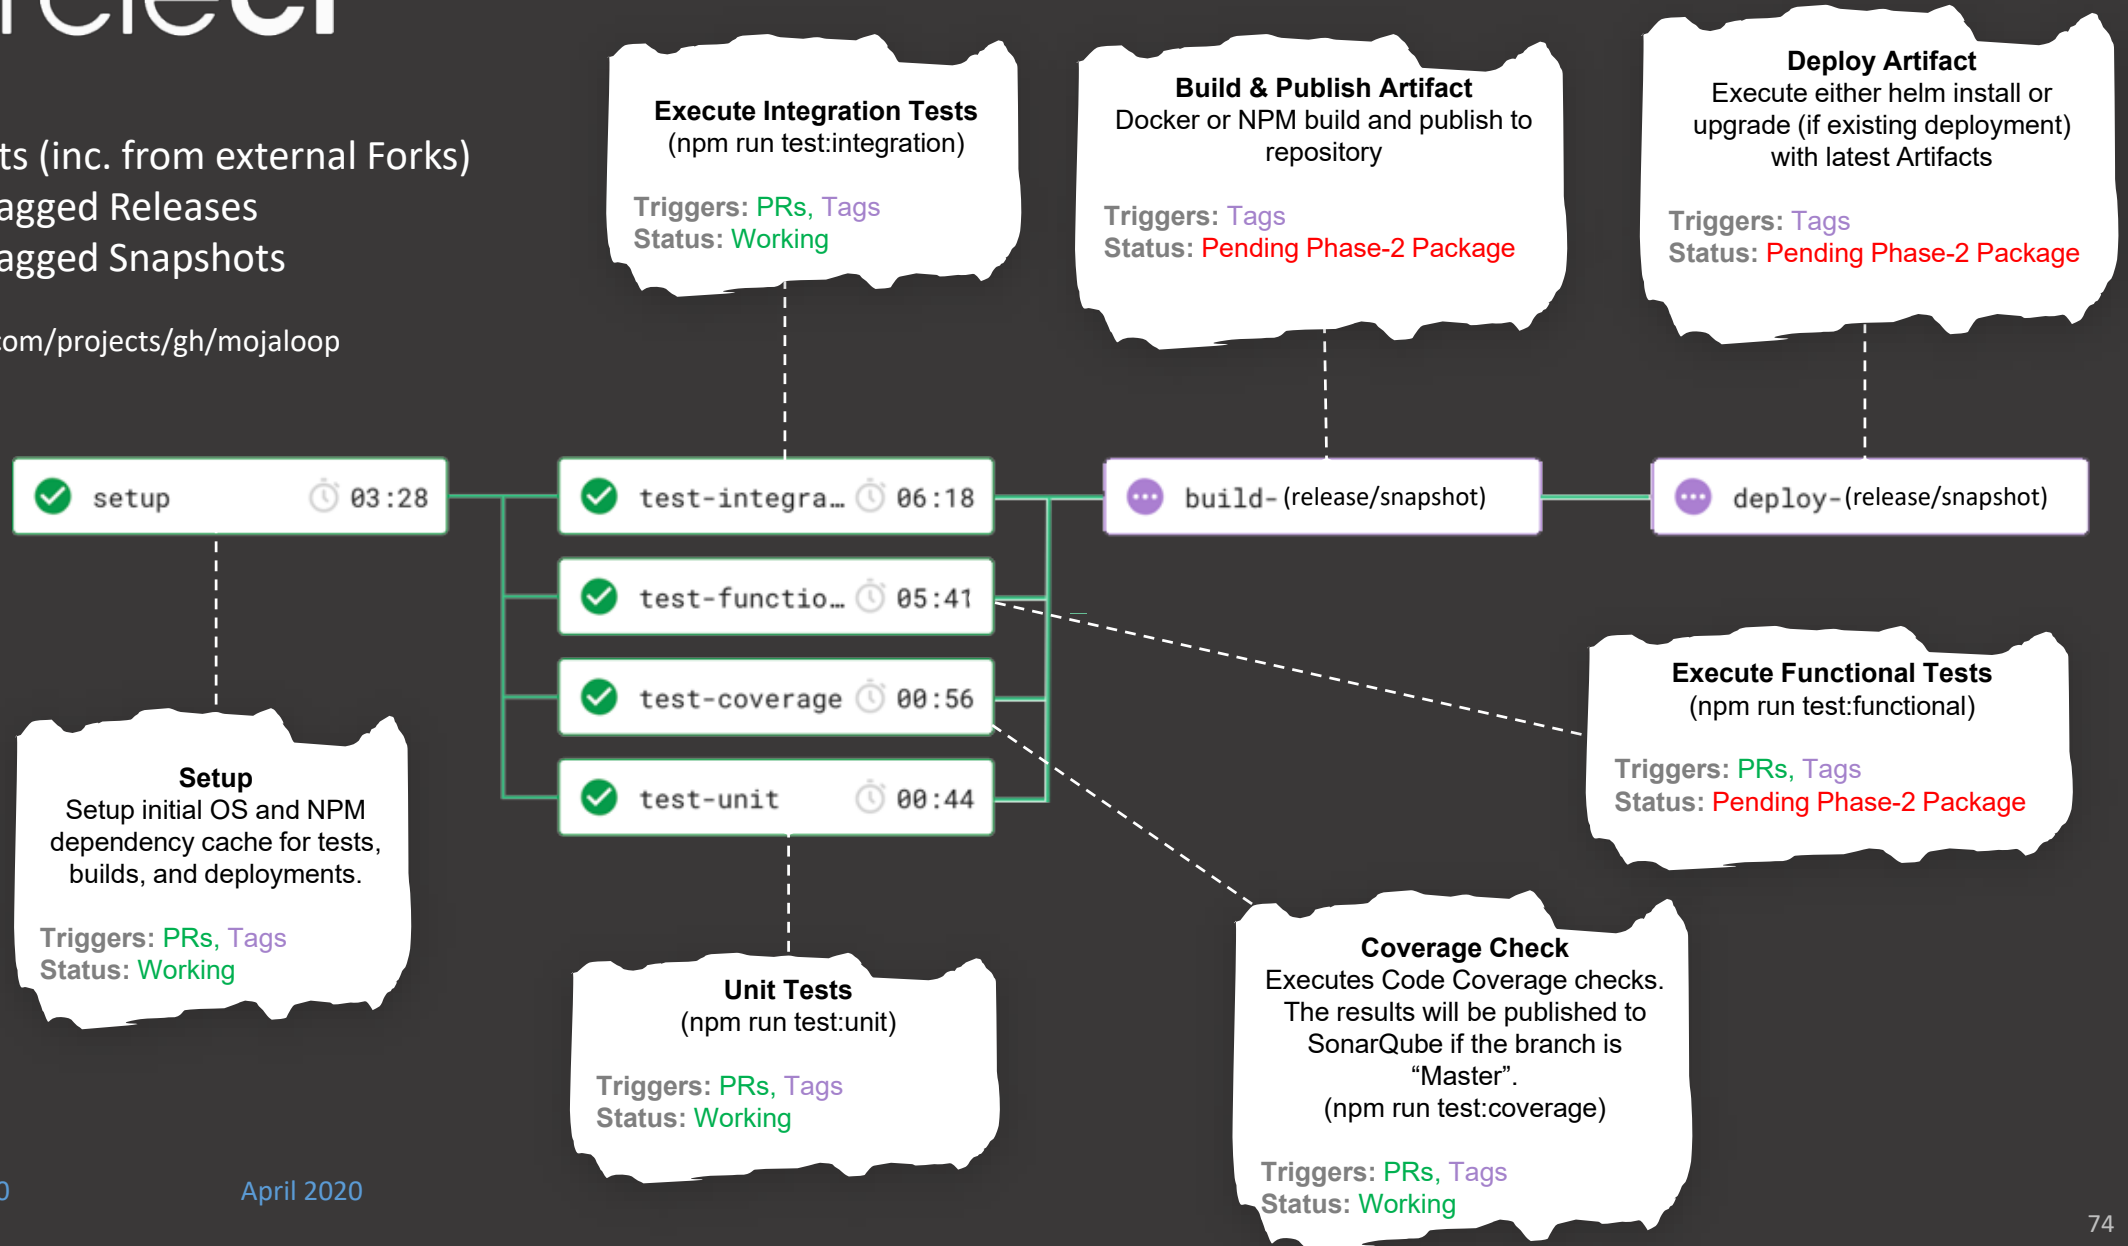 ts (inc. from external Forks)
agged Releases
agged Snapshots
com/projects/gh/mojaloop
Execute Integration Tests
(npm run test:integration)
Triggers: PRs, Tags
Status: Working
Build & Publish Artifact
Docker or NPM build and publish to
repository
Triggers: Tags
Status: Pending Phase-2 Package
Deploy Artifact
Execute either helm install or
upgrade (if existing deployment)
with latest Artifacts
Triggers: Tags
Status: Pending Phase-2 Package
setup 03:28
test-integra… 06:18
build-(release/snapshot)
deploy-(release/snapshot)
test-functio… 05:41
test-coverage 00:56
test-unit 00:44
Execute Functional Tests
(npm run test:functional)
Triggers: PRs, Tags
Status: Pending Phase-2 Package
Setup
Setup initial OS and NPM
dependency cache for tests,
builds, and deployments.
Triggers: PRs, Tags
Status: Working
Unit Tests
(npm run test:unit)
Triggers: PRs, Tags
Status: Working
Coverage Check
Executes Code Coverage checks.
The results will be published to
SonarQube if the branch is
“Master”.
(npm run test:coverage)
Triggers: PRs, Tags
Status: Working
0 April 2020
74